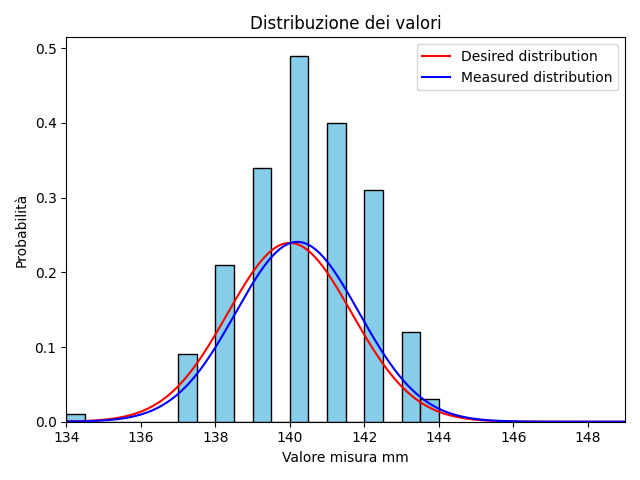 Distribuzione dei valori
Desired distribution
Measured distribution
Probabilità
0.5
0.4
0.3
0.2
0.1
0.0
134 136 138 140 142 144 146 148
Valore misura mm